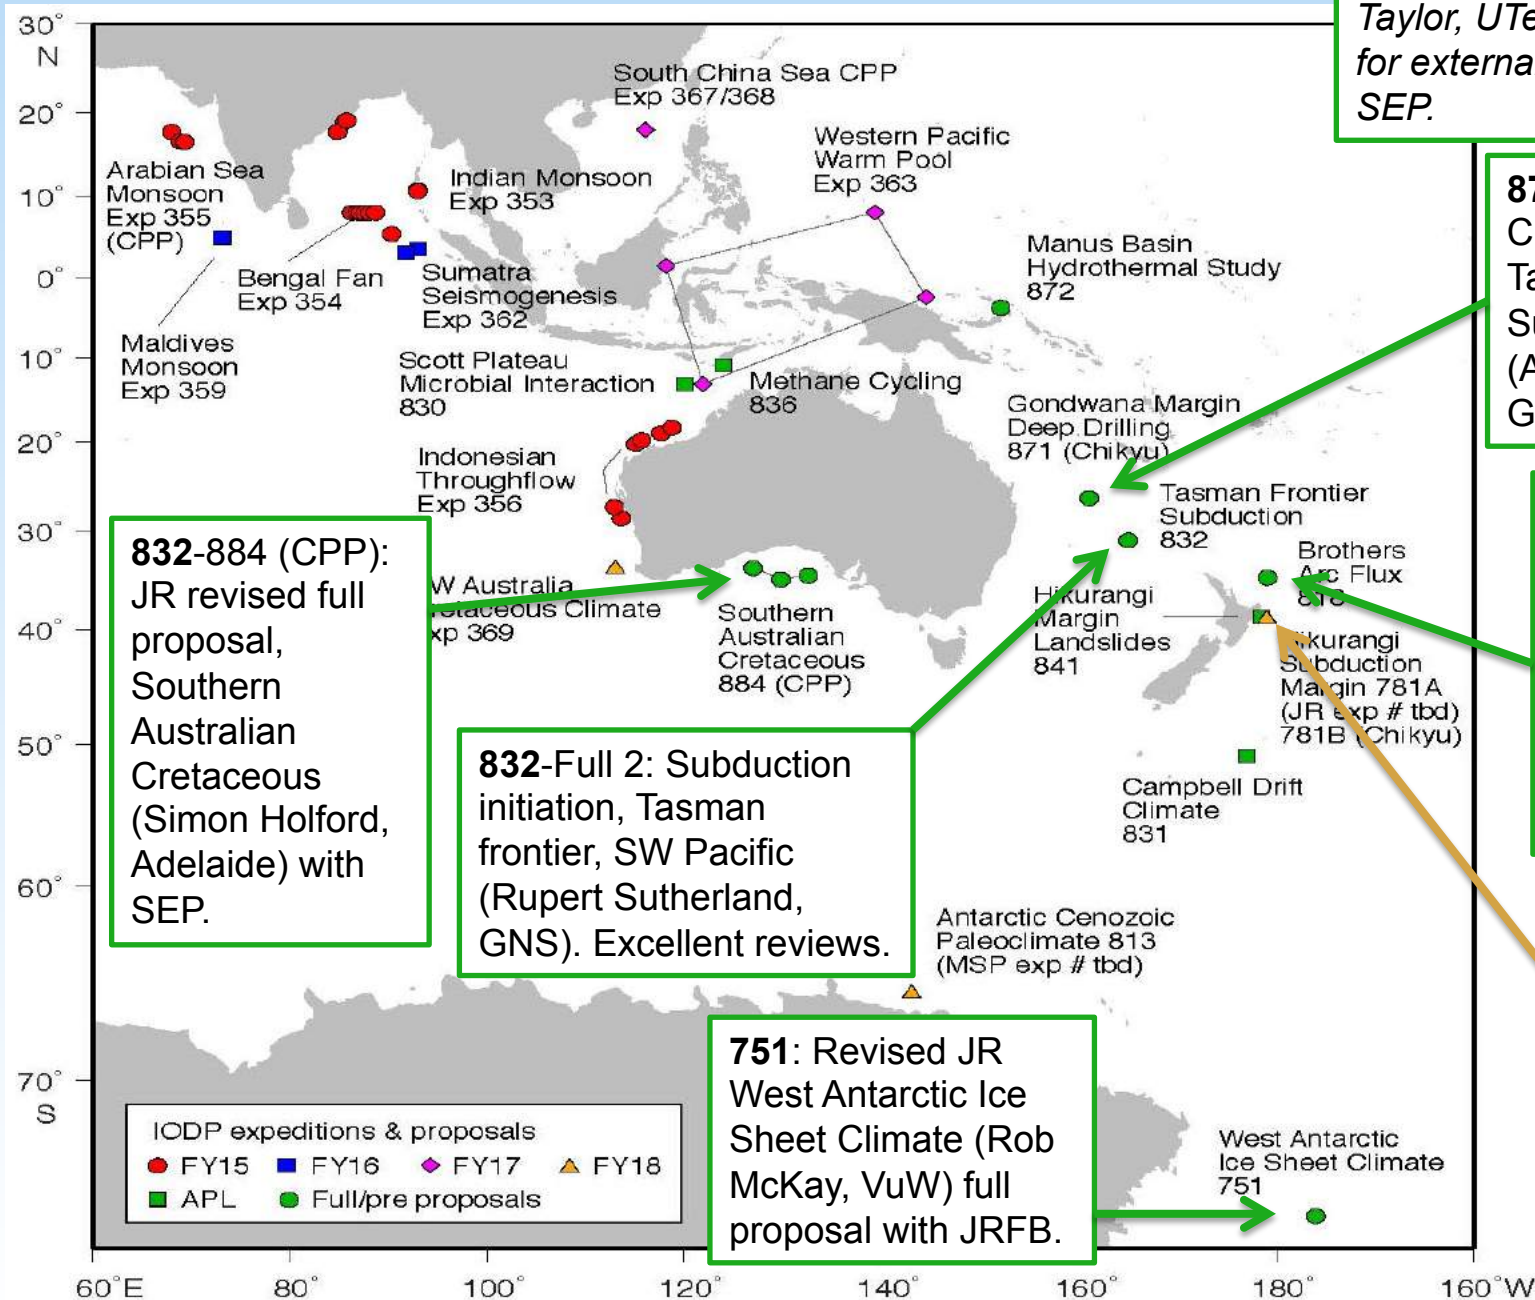 Taylor, UTe
for externa
SEP.
30°
N
20°
10°
0°
10°
20°
30°
40°
50°
60°
70°
S
60°E
80°
100°
120°
140°
160°
180°
160°W
South China Sea CPP
Exp 367/368
Western Pacific
Warm Pool
Exp 363
Arabian Sea
Monsoon
Exp 355
(CPP)
Indian Monsoon
Exp 353
Bengal Fan
Exp 354
Sumatra
Seismogenesis
Exp 362
Manus Basin
Hydrothermal Study
872
Maldives
Monsoon
Exp 359
Scott Plateau
Microbial Interaction
830
Methane Cycling
836
Gondwana Margin
Deep Drilling
871 (Chikyu)
Indonesian
Throughflow
Exp 356
Tasman Frontier
Subduction
832
Brothers
Arc Flux
W Australia
etaceous Climate
xp 369
Southern
Australian
Cretaceous
884 (CPP)
Hikurangi
Margin
Landslides
841
ikurangi
Subduction
Margin 781A
(JR exp # tbd)
781B (Chikyu)
Campbell Drift
Climate
831
Antarctic Cenozoic
Paleoclimate 813
(MSP exp # tbd)
West Antarctic
Ice Sheet Climate
751
87
C
Ta
Su
(A
G
832-884 (CPP):
JR revised full
proposal,
Southern
Australian
Cretaceous
(Simon Holford,
Adelaide) with
SEP.
832-Full 2: Subduction
initiation, Tasman
frontier, SW Pacific
(Rupert Sutherland,
GNS). Excellent reviews.
751: Revised JR
West Antarctic Ice
Sheet Climate (Rob
McKay, VuW) full
proposal with JRFB.
IODP expeditions & proposals
FY15 FY16 FY17 FY18
APL Full/pre proposals